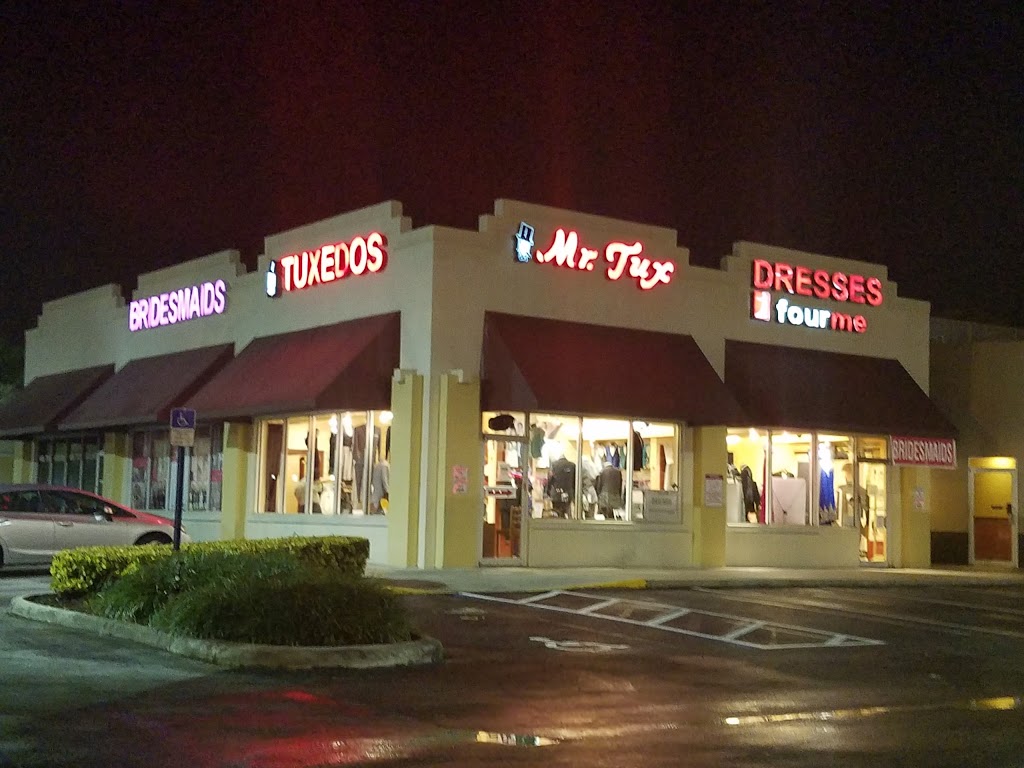 BRIDESMAIDS
TUXEDOS
Mr. Tux
DRESSES
fourme
BRIDESMAIDS